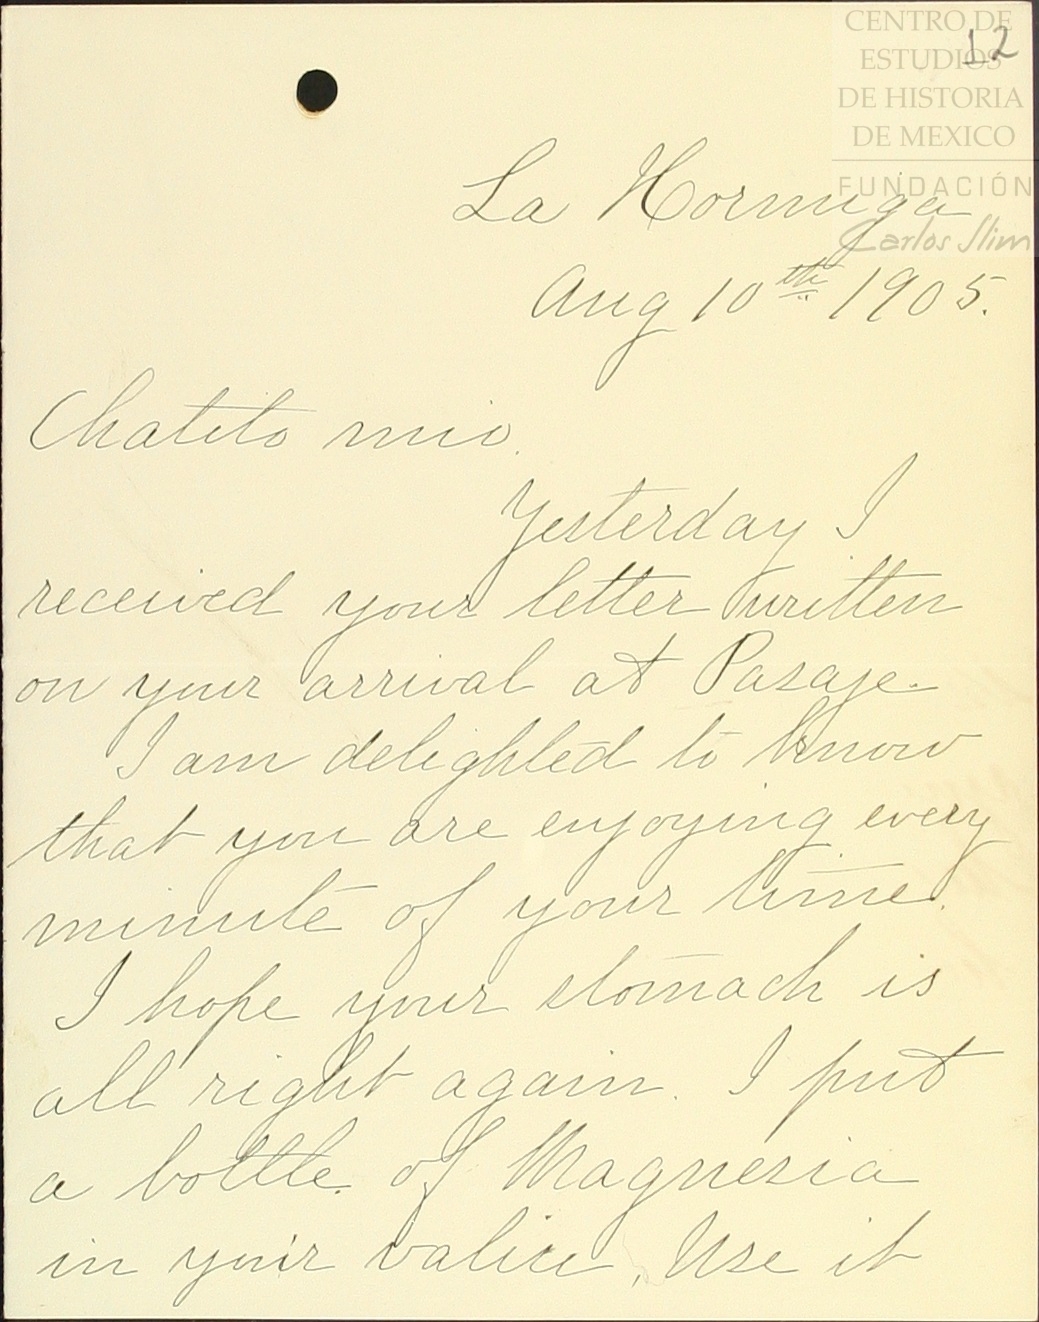 CENTRO DE
ESTUDIOS
DE HISTORIA
DE MEXICO
FUNDACIÓN
Carlos Slim
12
La Hormiga
Aug 10th 1905.
Chatito mio.
Yesterday I
received your letter written
on your arrival at Pasaje.
I am delighted to know
that you are enjoying every
minute of your time.
I hope your stomach is
all right again. I put
a bottle of Magnesia
in your valice. Use it